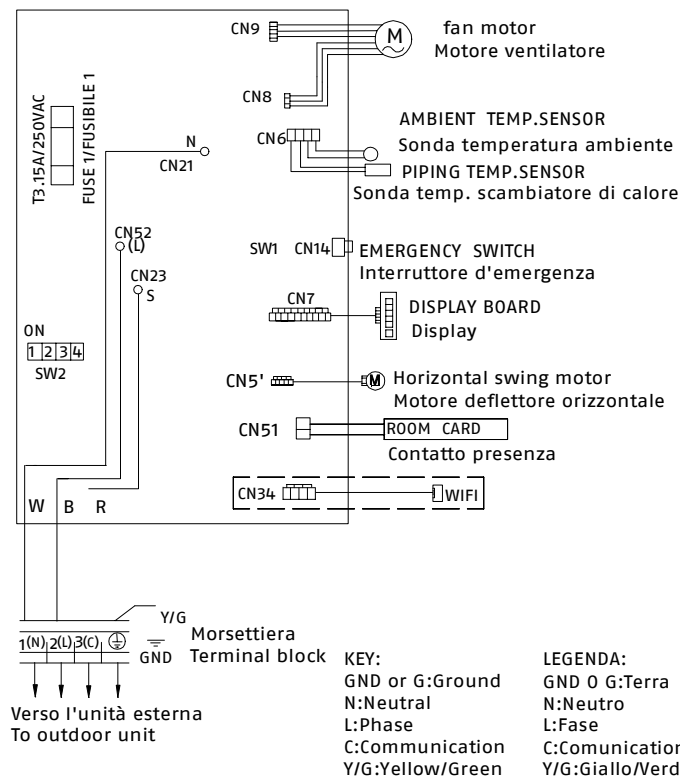 CN9
M
fan motor
Motore ventilatore
CN8
T3.15A/250VAC
FUSE 1/FUSIBILE 1
N
CN21
CN6
AMBIENT TEMP.SENSOR
Sonda temperatura ambiente
PIPING TEMP.SENSOR
Sonda temp. scambiatore di calore
CN52
(L)
SW1 CN14
EMERGENCY SWITCH
Interruttore d'emergenza
CN23
S
CN7
DISPLAY BOARD
Display
ON
1 2 3 4
SW2
CN5'
M
Horizontal swing motor
Motore deflettore orizzontale
CN51
ROOM CARD
Contatto presenza
CN34
WIFI
W B R
Y/G
1(N) 2(L) 3(C)
GND
Morsettiera
Terminal block
Verso l'unità esterna
To outdoor unit
KEY:
GND or G:Ground
N:Neutral
L:Phase
C:Communication
Y/G:Yellow/Green
LEGENDA:
GND O G:Terra
N:Neutro
L:Fase
C:Comunication
Y/G:Giallo/Verd